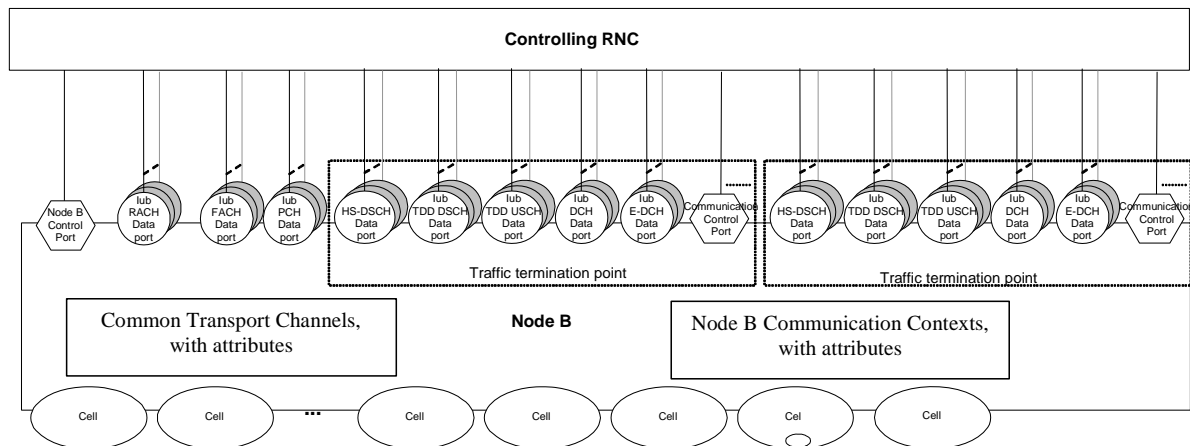 Controlling RNC
Node B
Control
Port
Iub
RACH
Data
port
Iub
FACH
Data
port
Iub
PCH
Data
port
HS-DSCH
Data
port
Iub
TDD DSCH
Data
port
Iub
TDD USCH
Data
port
Iub
DCH
Data
port
Iub
E-DCH
Data
port
Communication
Control
Port
HS-DSCH
Data
port
Iub
TDD DSCH
Data
port
Iub
TDD USCH
Data
port
Iub
DCH
Data
port
Iub
E-DCH
Data
port
Communication
Control
Port
Traffic termination point
Traffic termination point
Common Transport Channels,
with attributes
Node B
Node B Communication Contexts,
with attributes
Cell
Cell
...
Cell
Cell
Cell
Cel
Cell